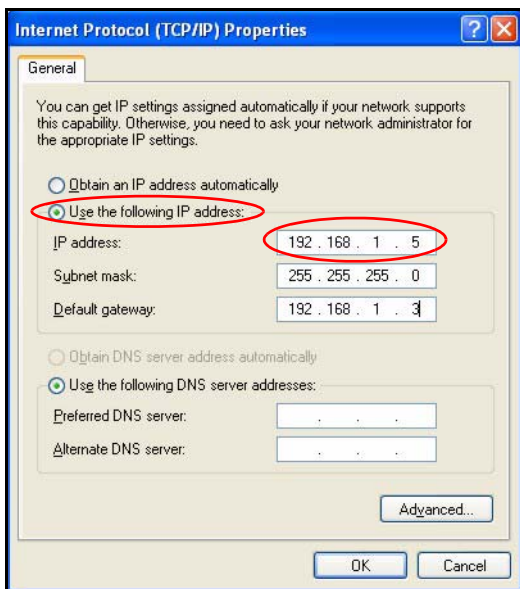 Internet Protocol (TCP/IP) Properties
General
You can get IP settings assigned automatically if your network supports
this capability. Otherwise, you need to ask your network administrator for
the appropriate IP settings.
Obtain an IP address automatically
Use the following IP address:
IP address: 192 . 168 . 1 . 5
Subnet mask: 255 . 255 . 255 . 0
Default gateway: 192 . 168 . 1 . 3
Obtain DNS server address automatically
Use the following DNS server addresses:
Preferred DNS server: . . .
Alternate DNS server: . . .
Advanced...
OK Cancel